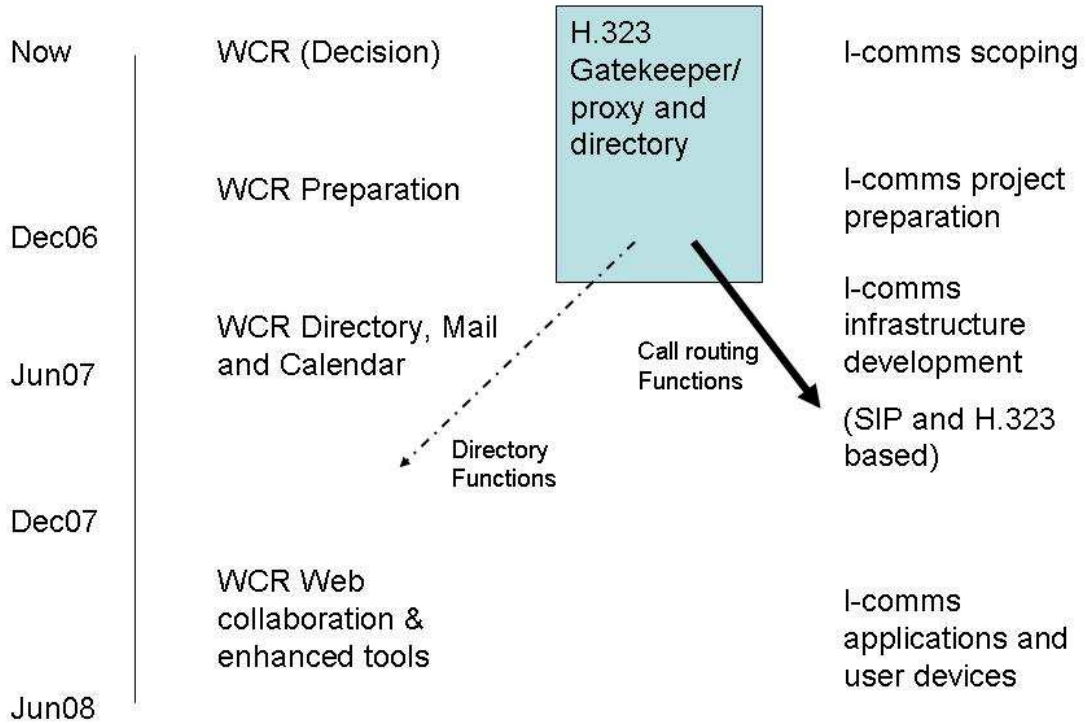 Now
Dec06
Jun07
Dec07
Jun08
WCR (Decision)
WCR Preparation
WCR Directory, Mail
and Calendar
WCR Web
collaboration &
enhanced tools
H.323
Gatekeeper/
proxy and
directory
Directory
Functions
Call routing
Functions
I-comms scoping
I-comms project
preparation
I-comms
infrastructure
development
(SIP and H.323
based)
I-comms
applications and
user devices